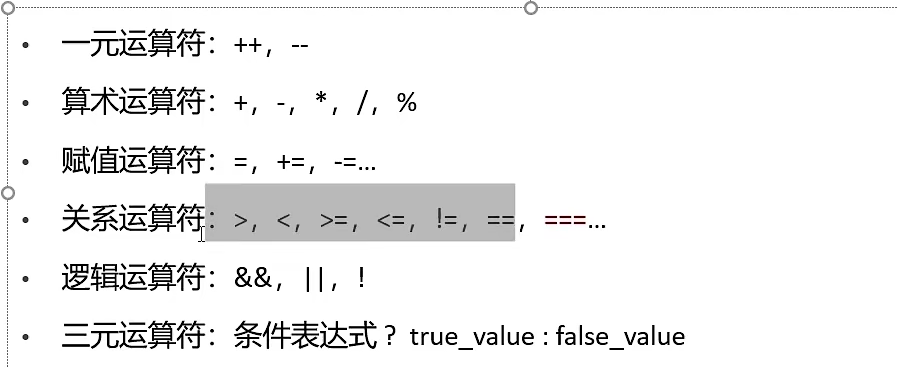 • 一元运算符：++，--
• 算术运算符：+，-，*，/，%
• 赋值运算符：=，+=，-=…
• 关系运算符：>，<，>=，<=，!=，==，===…
• 逻辑运算符：&&，||，!
• 三元运算符：条件表达式？true_value : false_value